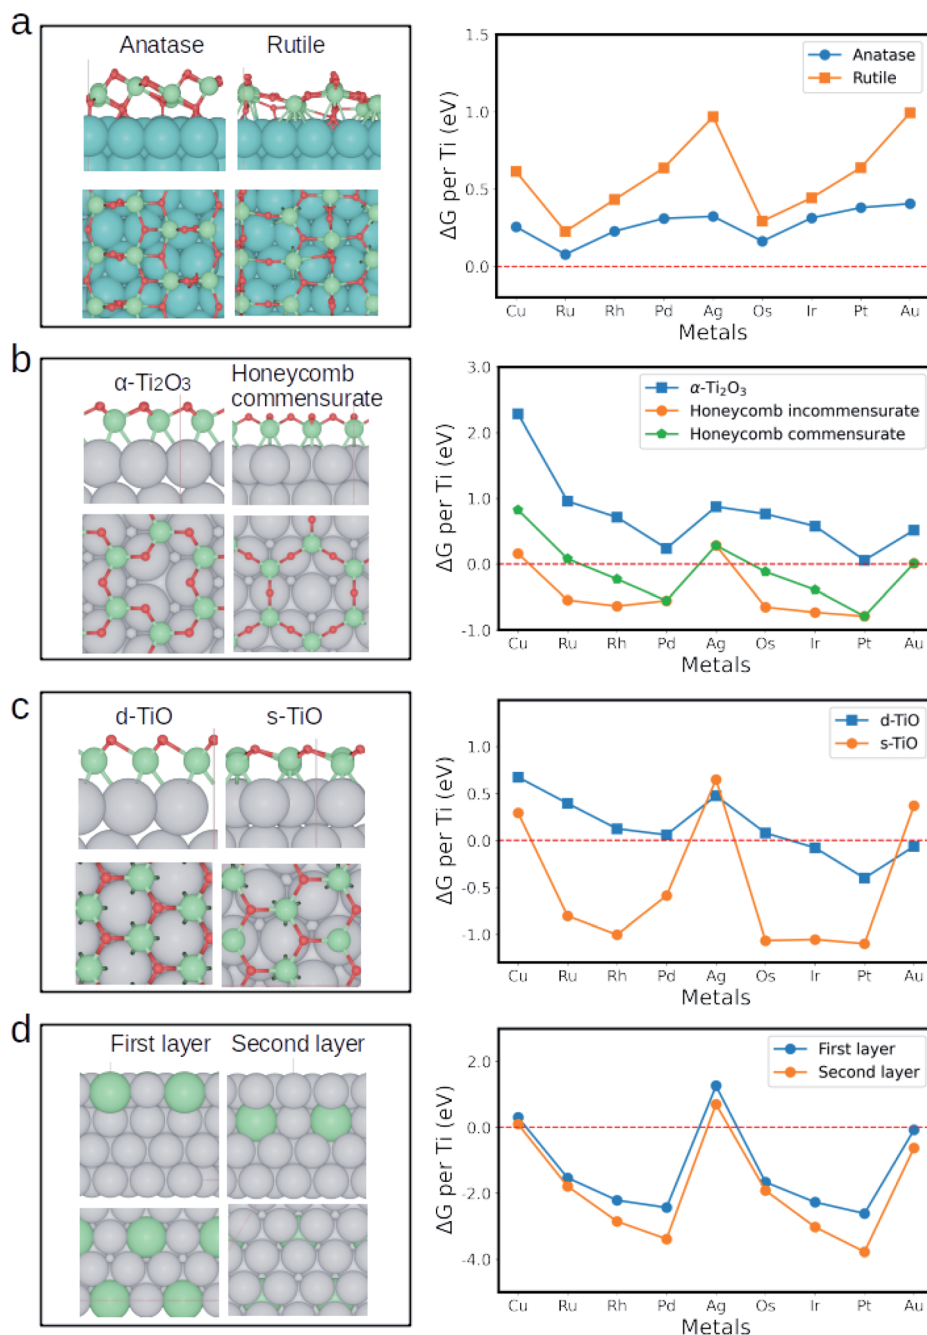 a
Anatase Rutile
1.5
1.0
0.5
0.0
ΔG per Ti (eV)
Anatase
Rutile
Cu Ru Rh Pd Ag Os Ir Pt Au
Metals
b
α-Ti₂O₃ Honeycomb
commensurate
3.0
2.0
1.0
0.0
-1.0
ΔG per Ti (eV)
α-Ti₂O₃
Honeycomb incommensurate
Honeycomb commensurate
Cu Ru Rh Pd Ag Os Ir Pt Au
Metals
c
d-TiO s-TiO
1.0
0.5
0.0
-0.5
-1.0
ΔG per Ti (eV)
d-TiO
s-TiO
Cu Ru Rh Pd Ag Os Ir Pt Au
Metals
d
First layer Second layer
2.0
0.0
-2.0
-4.0
ΔG per Ti (eV)
First layer
Second layer
Cu Ru Rh Pd Ag Os Ir Pt Au
Metals